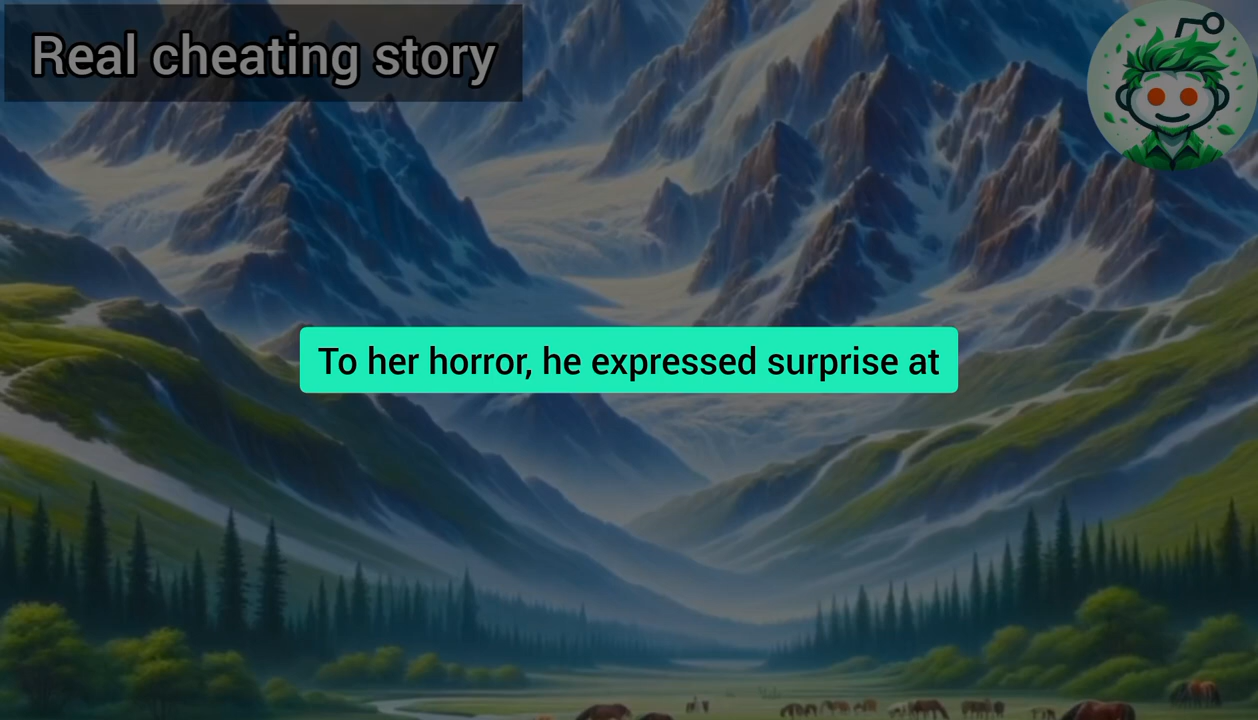 Real cheating story
To her horror, he expressed surprise at